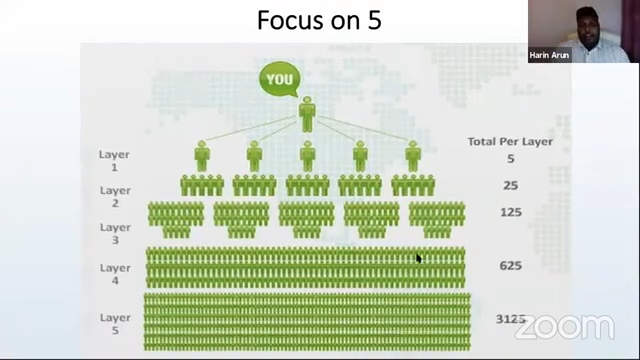 Focus on 5
Harin Arun
YOU
Total Per Layer
Layer
1
5
Layer
2
25
Layer
3
125
Layer
4
625
Layer
5
3125
zoom